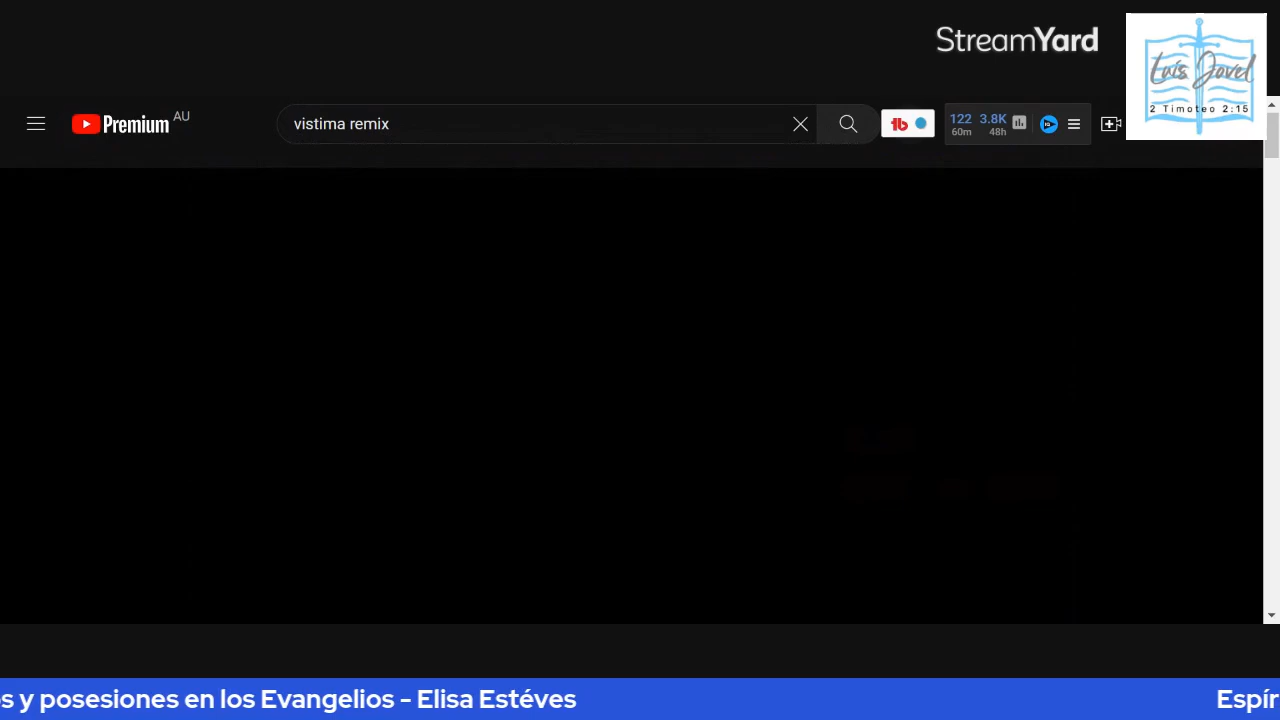 StreamYard
Luis Jovel
2 Timoteo 2:15
Premium AU
vistima remix
122 3.8K
60m 48h
s y posesiones en los Evangelios - Elisa Estéves
Espír